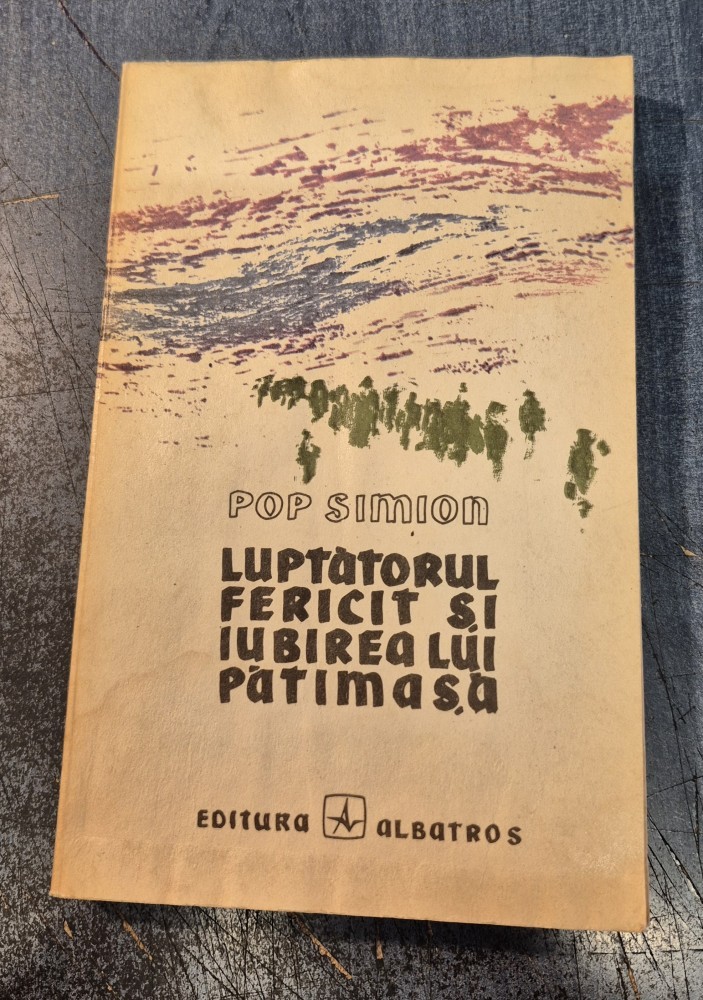 POP SIMION
LUPTĂTORUL
FERICIT ȘI
IUBIREA LUI
PĂTIMAȘĂ
EDITURA ALBATROS